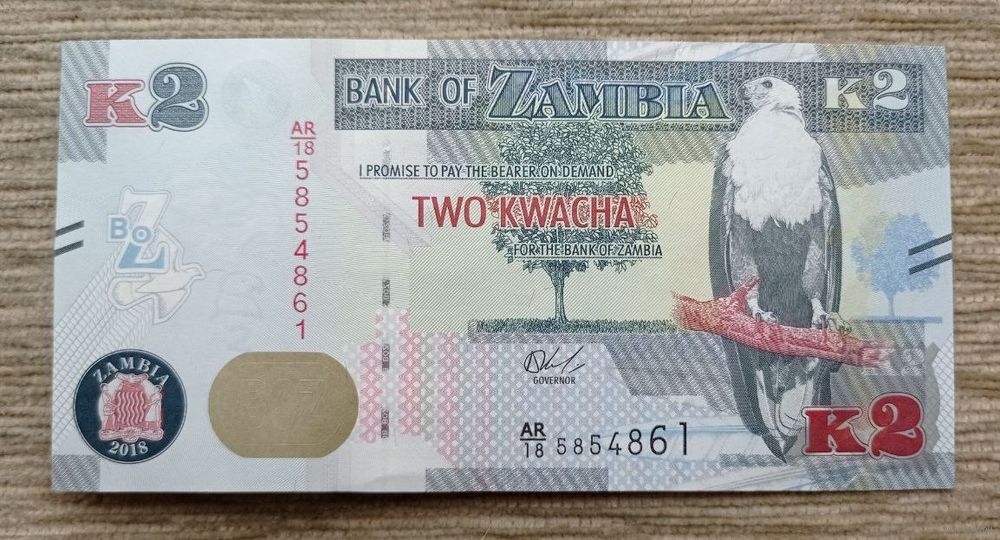 K2
BANK OF ZAMBIA
K2
AR/18 5854861
I PROMISE TO PAY THE BEARER ON DEMAND
TWO KWACHA
FOR THE BANK OF ZAMBIA
BoZ
GOVERNOR
ZAMBIA
2018
BOZ
AR/18 5854861
K2